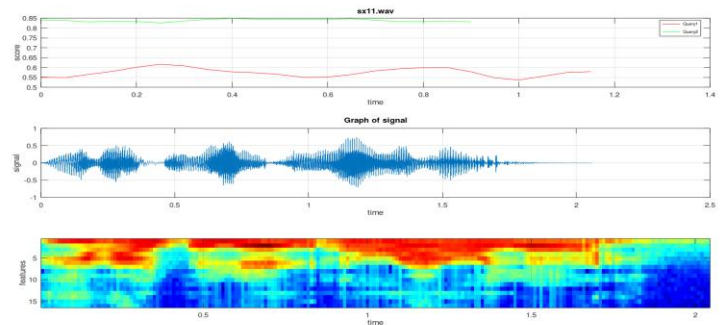 sx11.wav
0.85
0.8
0.75
0.7
0.65
0.6
0.55
0.5
score
Query1
Query2
0 0.2 0.4 0.6 0.8 1 1.2 1.4
time
Graph of signal
1
0.5
0
-0.5
-1
signal
0 0.5 1 1.5 2 2.5
time
5
10
15
features
0.5 1 1.5 2
time